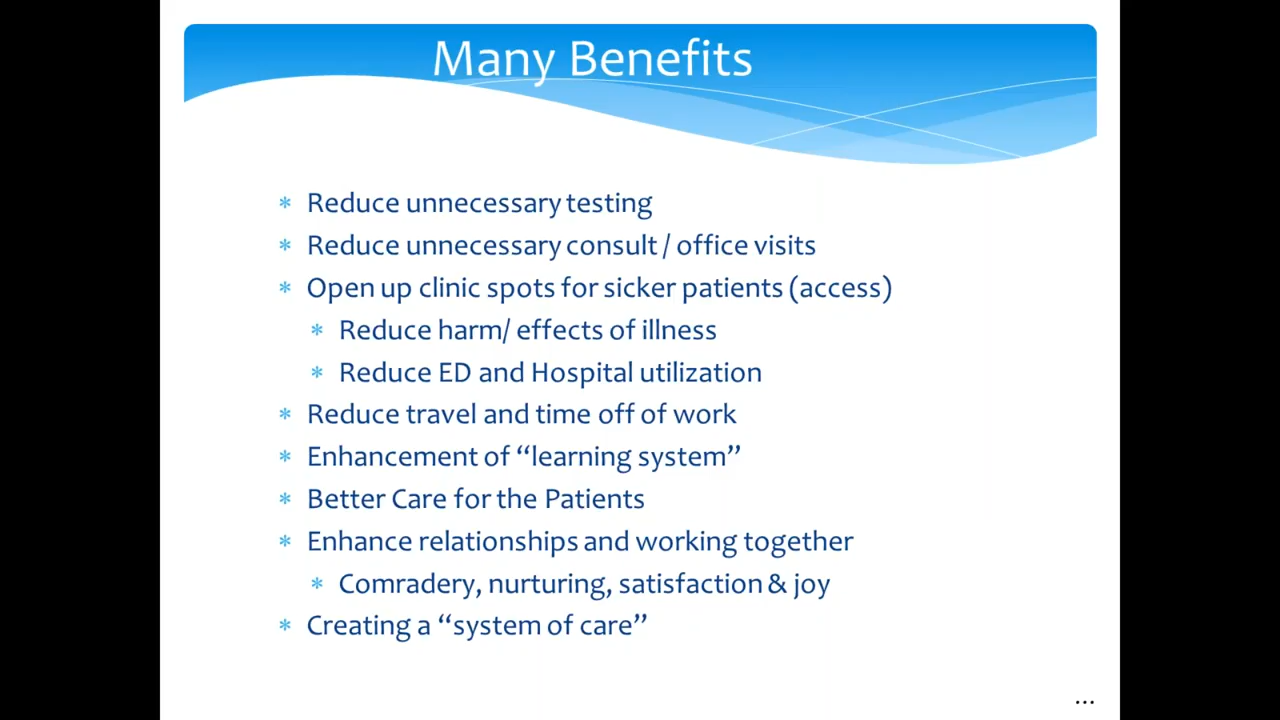 Many Benefits
* Reduce unnecessary testing
* Reduce unnecessary consult / office visits
* Open up clinic spots for sicker patients (access)
* Reduce harm/ effects of illness
* Reduce ED and Hospital utilization
* Reduce travel and time off of work
* Enhancement of “learning system”
* Better Care for the Patients
* Enhance relationships and working together
* Comradery, nurturing, satisfaction & joy
* Creating a “system of care”
...